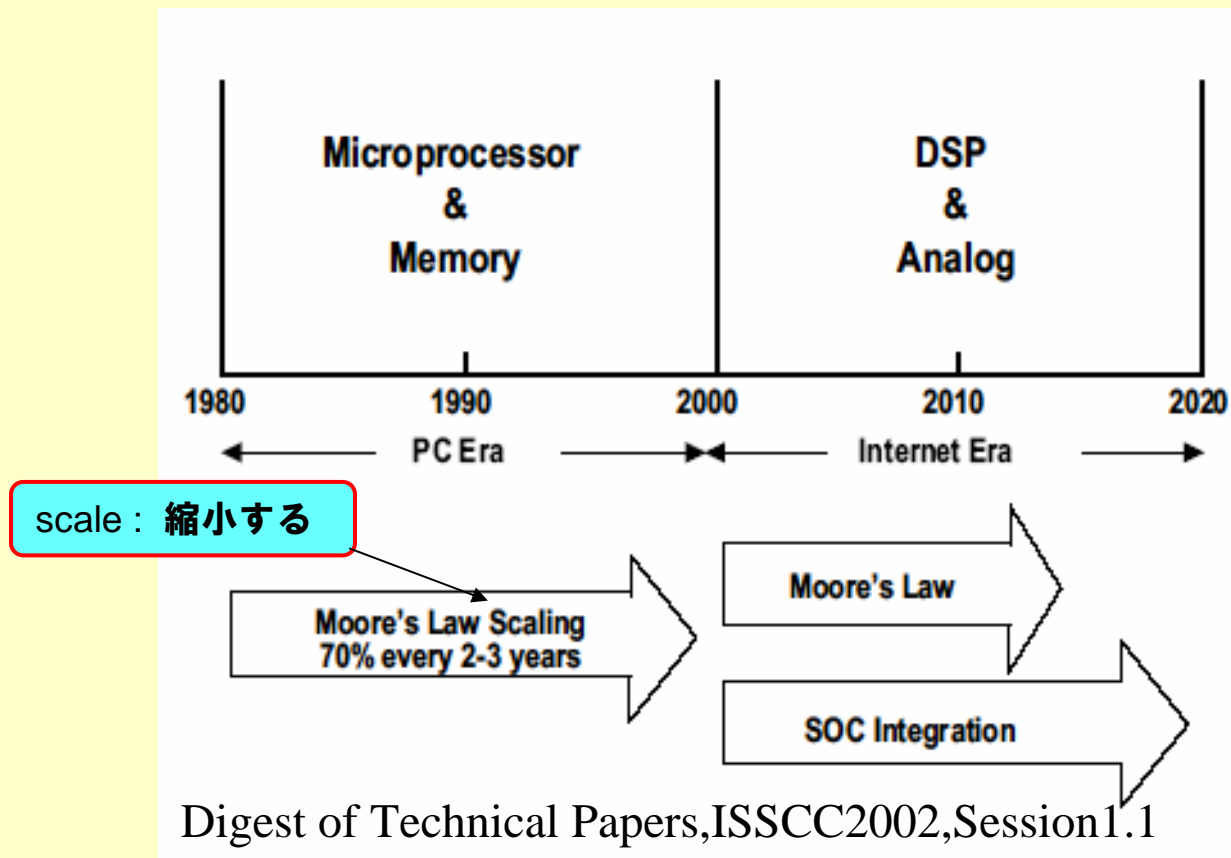 Microprocessor
&
Memory
DSP
&
Analog
1980 1990 2000 2010 2020
PC Era Internet Era
scale : 縮小する
Moore's Law Scaling
70% every 2-3 years
Moore's Law
SOC Integration
Digest of Technical Papers,ISSCC2002,Session1.1